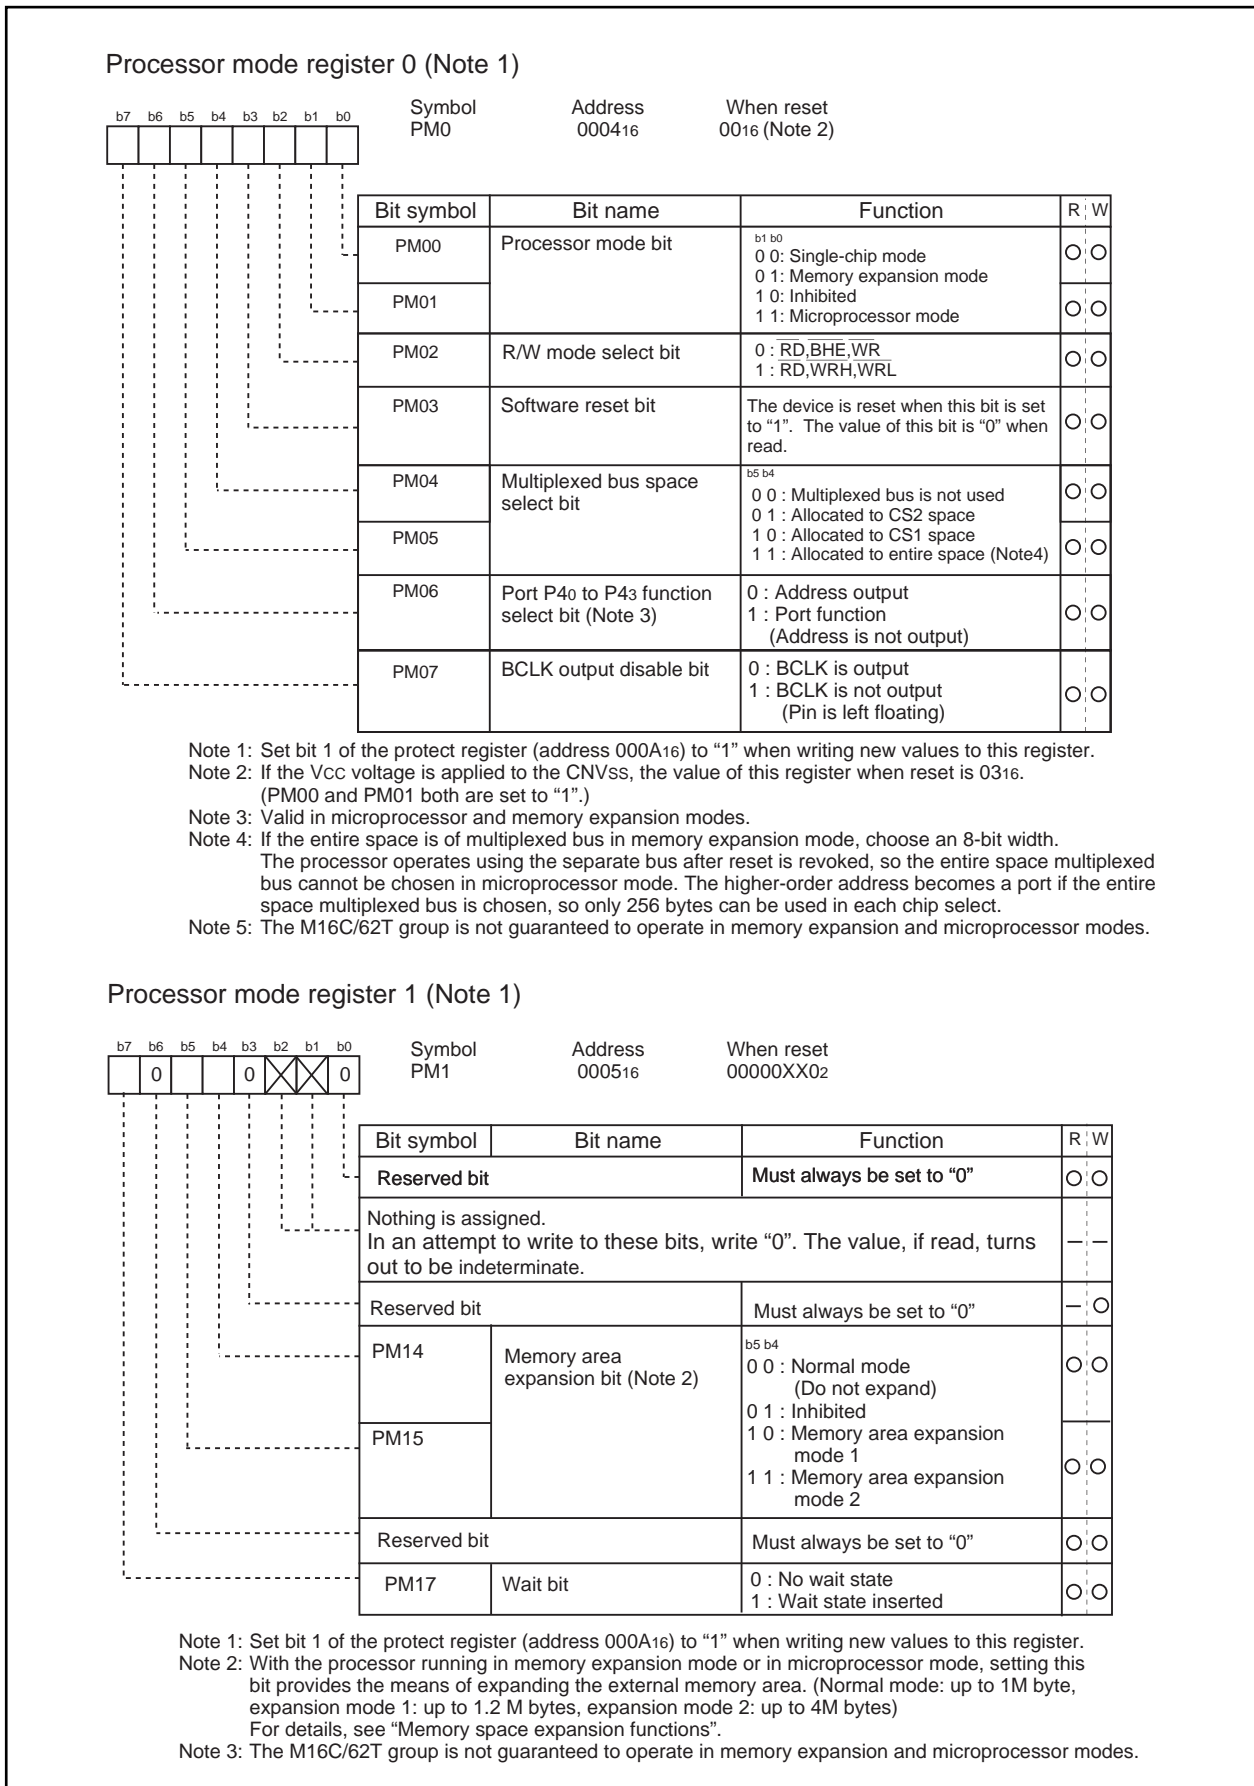 Processor mode register 0 (Note 1)
Symbol Address When reset
PM0 000416 0016 (Note 2)
b7 b6 b5 b4 b3 b2 b1 b0
Bit symbol Bit name Function R W
PM00 Processor mode bit
b1 b0
0 0: Single-chip mode
0 1: Memory expansion mode
PM01
1 0: Inhibited
1 1: Microprocessor mode
PM02 R/W mode select bit
0 : RD,BHE,WR
1 : RD,WRH,WRL
PM03 Software reset bit
The device is reset when this bit is set
to “1”. The value of this bit is “0” when
read.
PM04 Multiplexed bus space
select bit
b5 b4
0 0 : Multiplexed bus is not used
0 1 : Allocated to CS2 space
PM05
1 0 : Allocated to CS1 space
1 1 : Allocated to entire space (Note4)
PM06 Port P40 to P43 function
select bit (Note 3)
0 : Address output
1 : Port function
(Address is not output)
PM07 BCLK output disable bit
0 : BCLK is output
1 : BCLK is not output
(Pin is left floating)
Note 1: Set bit 1 of the protect register (address 000A16) to “1” when writing new values to this register.
Note 2: If the VCC voltage is applied to the CNVSS, the value of this register when reset is 0316.
(PM00 and PM01 both are set to “1”.)
Note 3: Valid in microprocessor and memory expansion modes.
Note 4: If the entire space is of multiplexed bus in memory expansion mode, choose an 8-bit width.
The processor operates using the separate bus after reset is revoked, so the entire space multiplexed
bus cannot be chosen in microprocessor mode. The higher-order address becomes a port if the entire
space multiplexed bus is chosen, so only 256 bytes can be used in each chip select.
Note 5: The M16C/62T group is not guaranteed to operate in memory expansion and microprocessor modes.
Processor mode register 1 (Note 1)
Symbol Address When reset
PM1 000516 00000XX02
b7 b6 b5 b4 b3 b2 b1 b0
0 0 0
Bit symbol Bit name Function R W
Reserved bit Must always be set to “0”
Nothing is assigned.
In an attempt to write to these bits, write “0”. The value, if read, turns
out to be indeterminate.
Reserved bit Must always be set to “0”
PM14 Memory area
expansion bit (Note 2)
b5 b4
0 0 : Normal mode
(Do not expand)
0 1 : Inhibited
PM15
1 0 : Memory area expansion
mode 1
1 1 : Memory area expansion
mode 2
Reserved bit Must always be set to “0”
PM17 Wait bit
0 : No wait state
1 : Wait state inserted
Note 1: Set bit 1 of the protect register (address 000A16) to “1” when writing new values to this register.
Note 2: With the processor running in memory expansion mode or in microprocessor mode, setting this
bit provides the means of expanding the external memory area. (Normal mode: up to 1M byte,
expansion mode 1: up to 1.2 M bytes, expansion mode 2: up to 4M bytes)
For details, see “Memory space expansion functions”.
Note 3: The M16C/62T group is not guaranteed to operate in memory expansion and microprocessor modes.